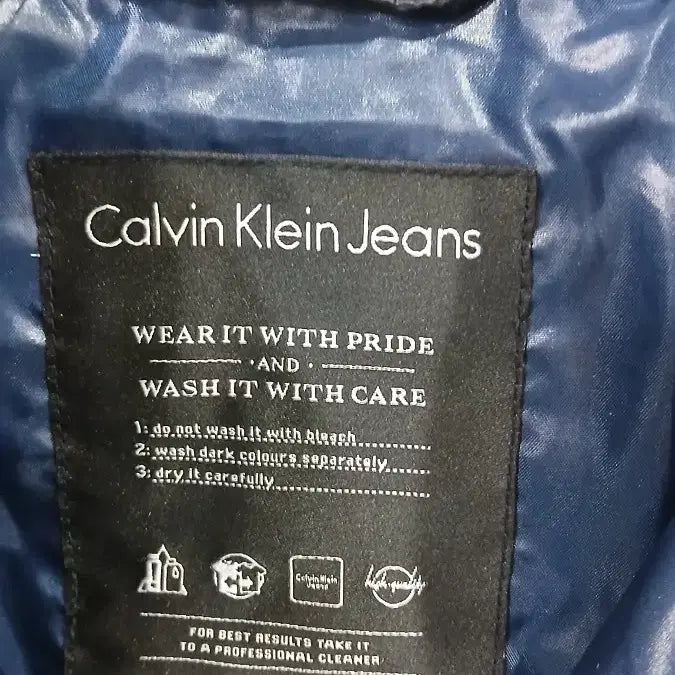 Calvin Klein Jeans
WEAR IT WITH PRIDE
· AND ·
WASH IT WITH CARE
1: do not wash it with bleach
2: wash dark colours separately
3: dry it carefully
Calvin Klein
Jeans
high-quality
FOR BEST RESULTS TAKE IT
TO A PROFESSIONAL CLEANER